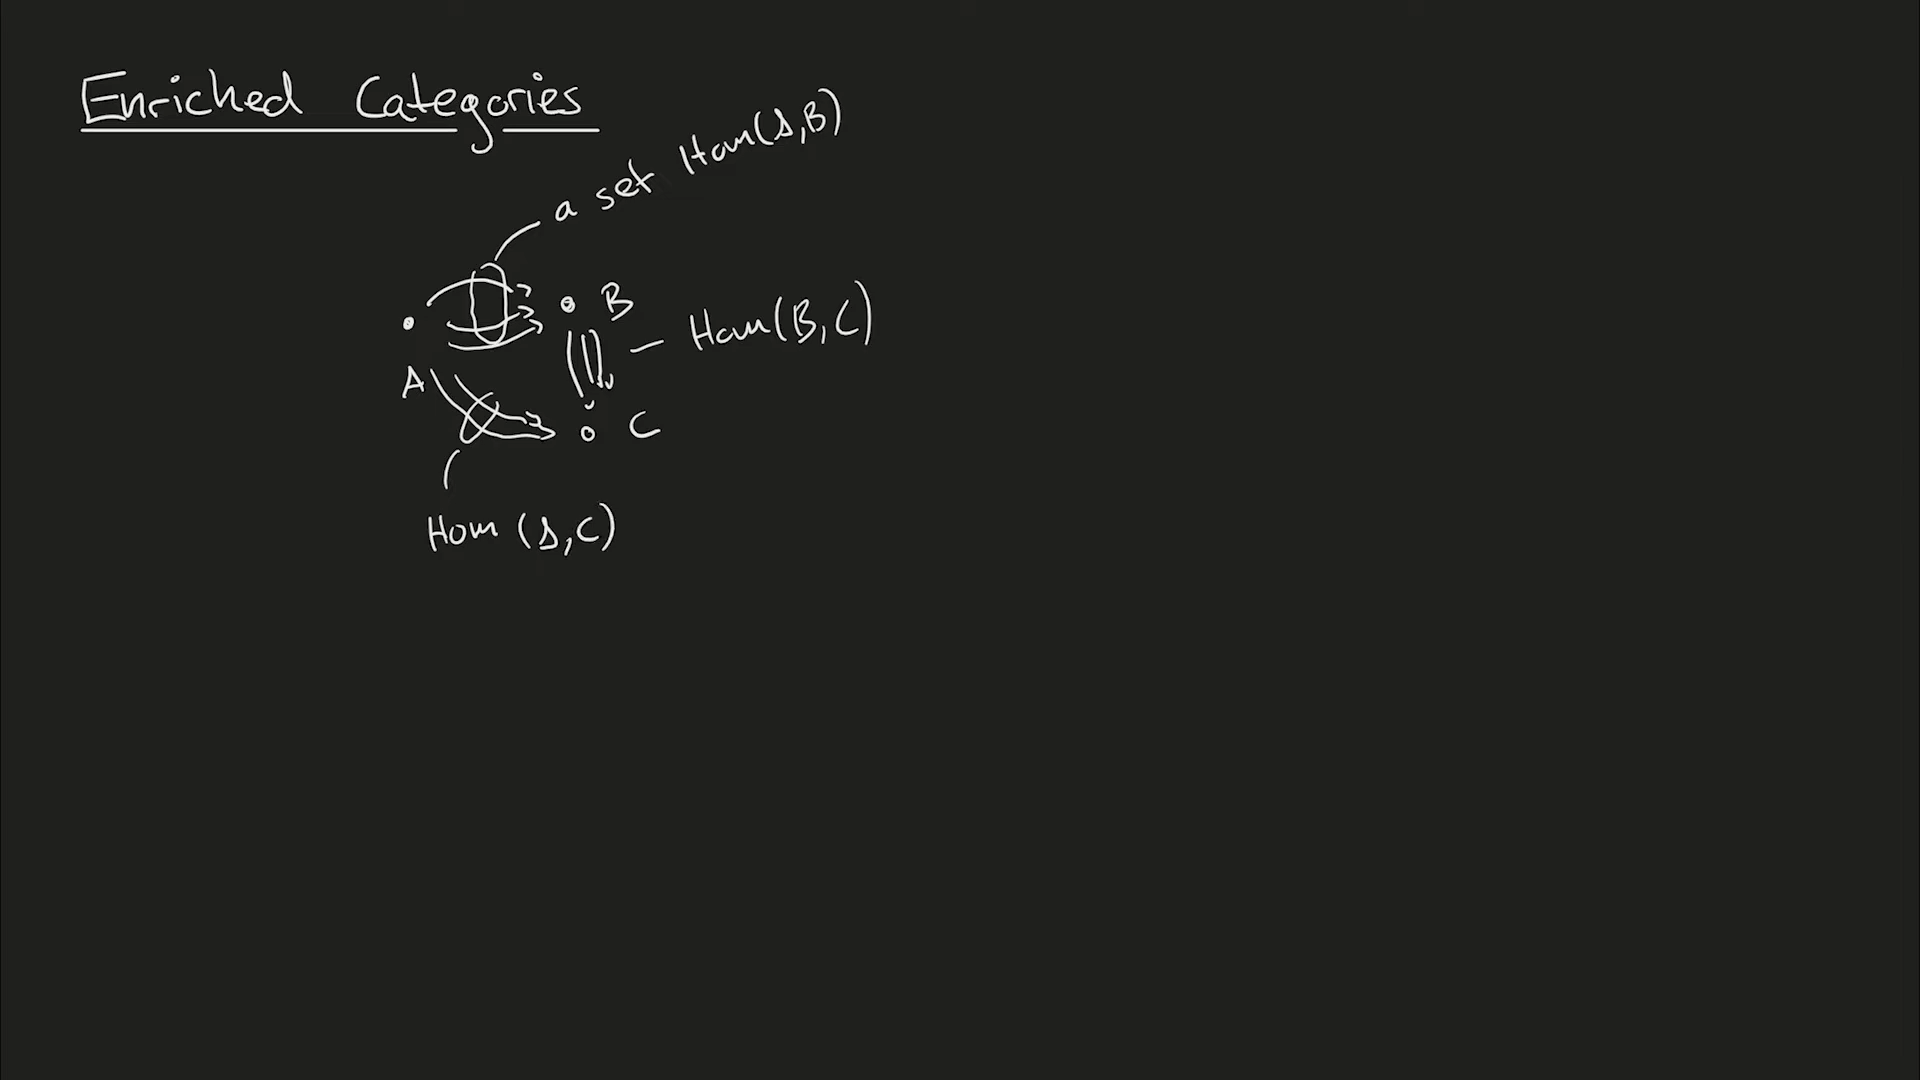 Enriched Categories
a set Hom(A,B)
B
Hom(B,C)
A
C
Hom (A,C)